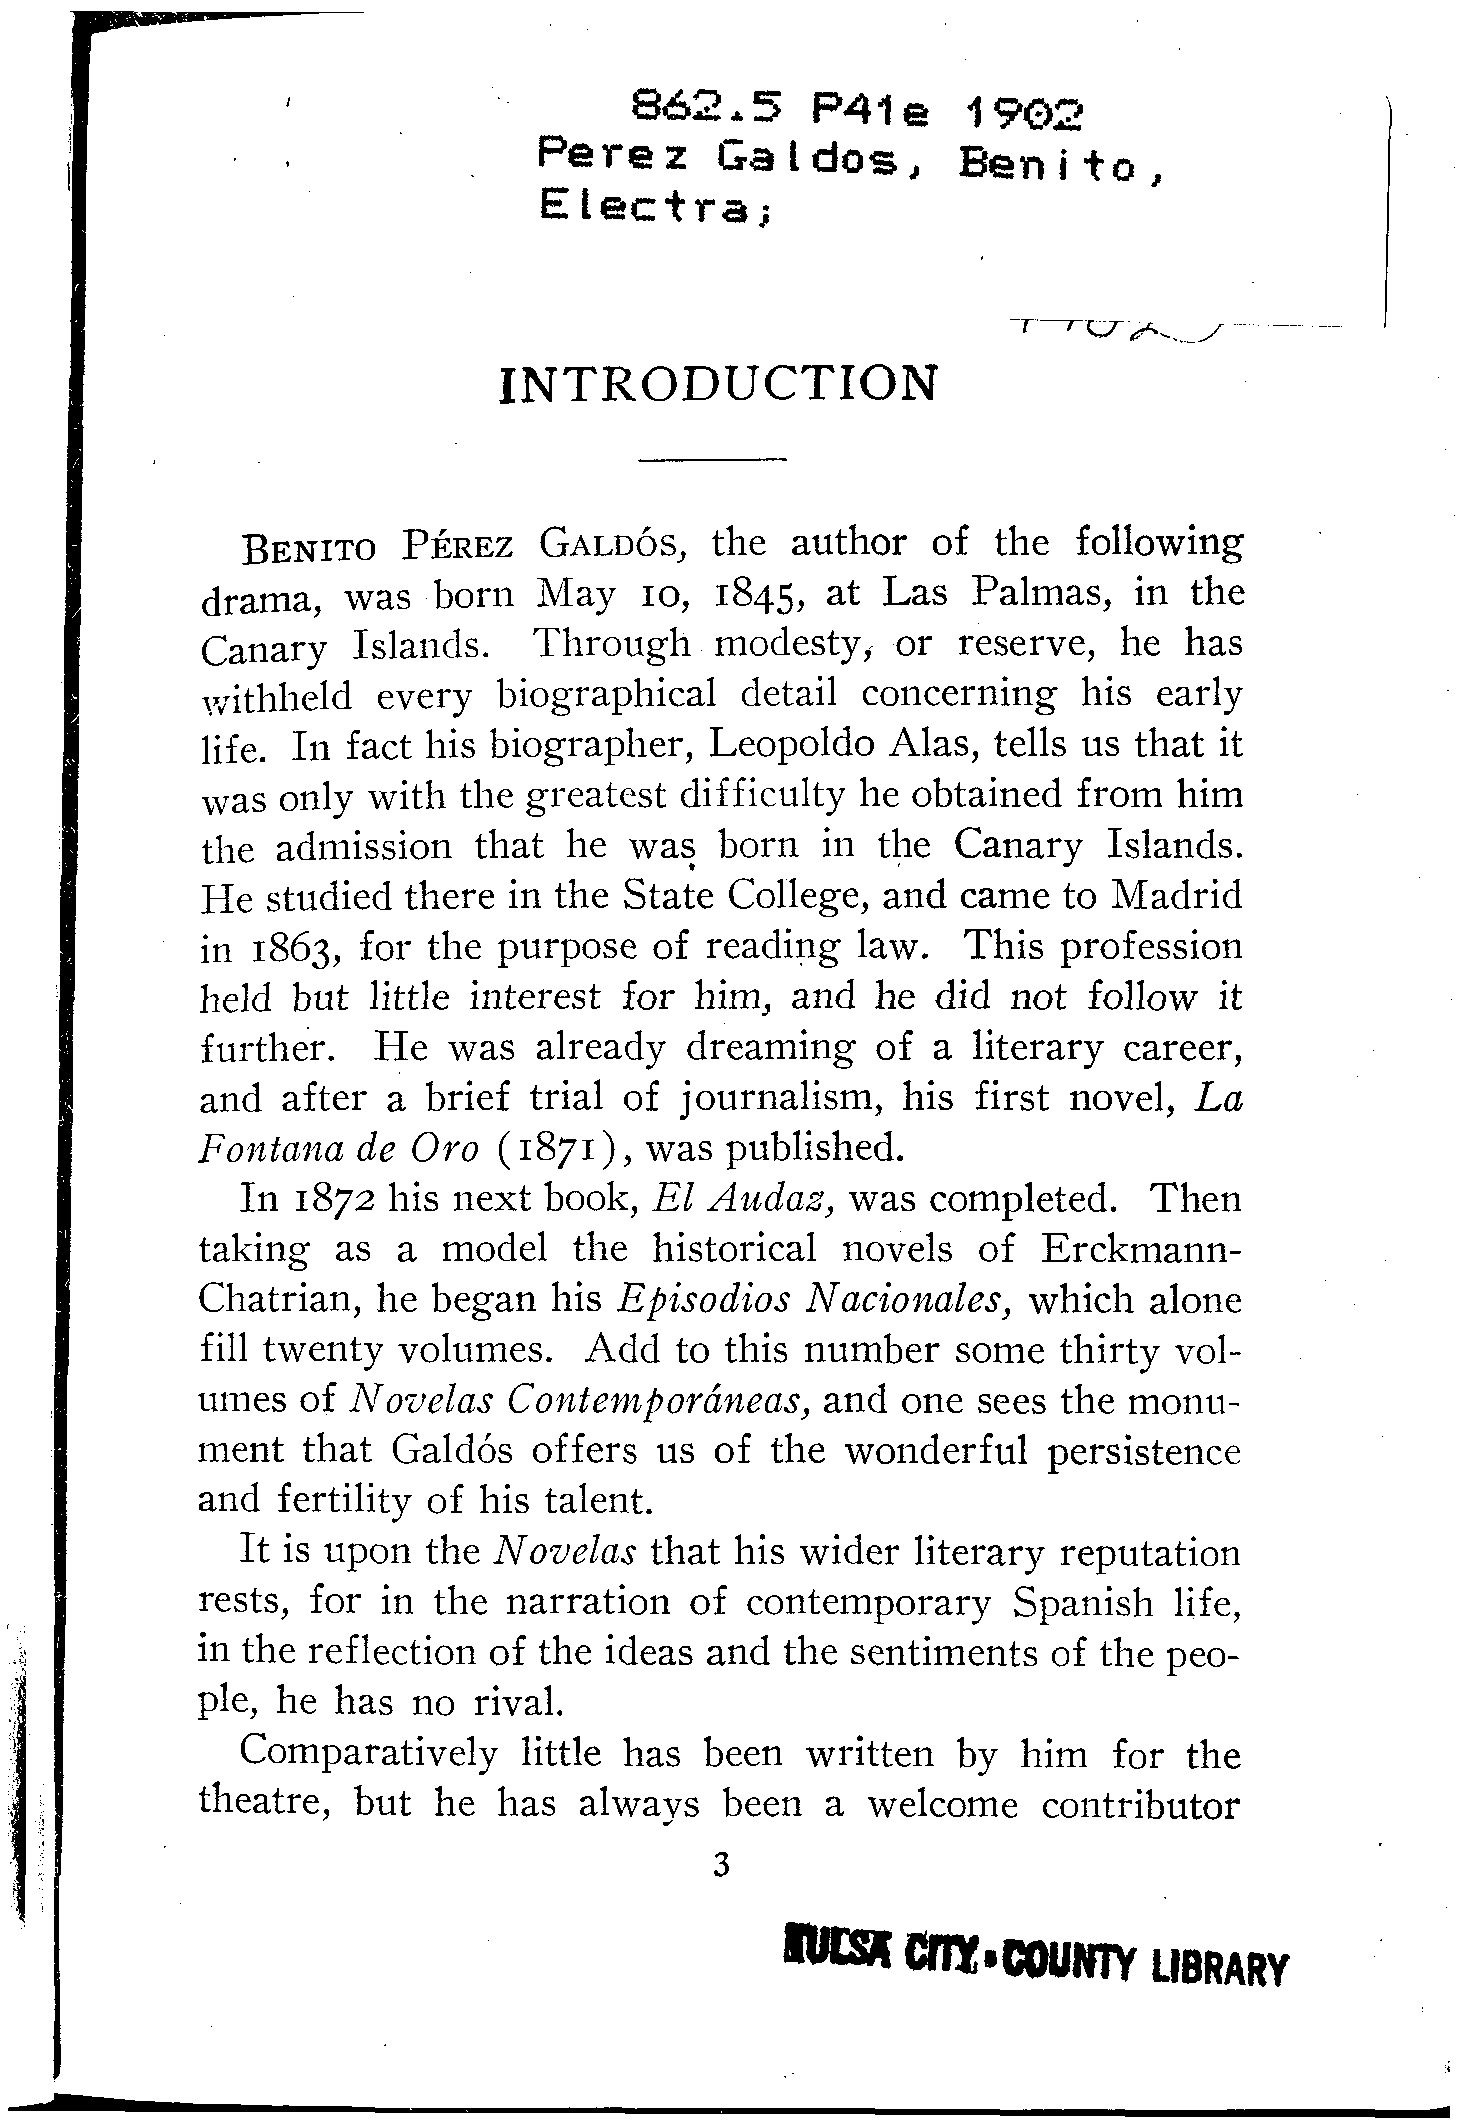 862.5 P41e 1902
Perez Galdos, Benito,
Electra;
INTRODUCTION
BENITO PÉREZ GALDÓS, the author of the following
drama, was born May 10, 1845, at Las Palmas, in the
Canary Islands. Through modesty, or reserve, he has
withheld every biographical detail concerning his early
life. In fact his biographer, Leopoldo Alas, tells us that it
was only with the greatest difficulty he obtained from him
the admission that he was born in the Canary Islands.
He studied there in the State College, and came to Madrid
in 1863, for the purpose of reading law. This profession
held but little interest for him, and he did not follow it
further. He was already dreaming of a literary career,
and after a brief trial of journalism, his first novel, La
Fontana de Oro (1871), was published.
In 1872 his next book, El Audaz, was completed. Then
taking as a model the historical novels of Erckmann-
Chatrian, he began his Episodios Nacionales, which alone
fill twenty volumes. Add to this number some thirty vol-
umes of Novelas Contemporáneas, and one sees the monu-
ment that Galdós offers us of the wonderful persistence
and fertility of his talent.
It is upon the Novelas that his wider literary reputation
rests, for in the narration of contemporary Spanish life,
in the reflection of the ideas and the sentiments of the peo-
ple, he has no rival.
Comparatively little has been written by him for the
theatre, but he has always been a welcome contributor
3
TULSA CITY-COUNTY LIBRARY